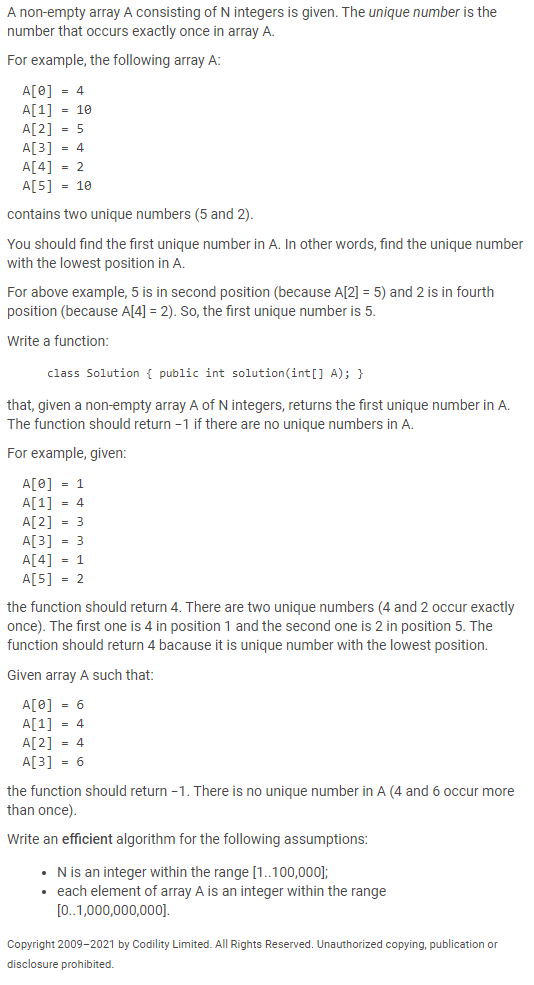 A non-empty array A consisting of N integers is given. The unique number is the
number that occurs exactly once in array A.
For example, the following array A:
A[0] = 4
A[1] = 10
A[2] = 5
A[3] = 4
A[4] = 2
A[5] = 10
contains two unique numbers (5 and 2).
You should find the first unique number in A. In other words, find the unique number
with the lowest position in A.
For above example, 5 is in second position (because A[2] = 5) and 2 is in fourth
position (because A[4] = 2). So, the first unique number is 5.
Write a function:
class Solution { public int solution(int[] A); }
that, given a non-empty array A of N integers, returns the first unique number in A.
The function should return −1 if there are no unique numbers in A.
For example, given:
A[0] = 1
A[1] = 4
A[2] = 3
A[3] = 3
A[4] = 1
A[5] = 2
the function should return 4. There are two unique numbers (4 and 2 occur exactly
once). The first one is 4 in position 1 and the second one is 2 in position 5. The
function should return 4 bacause it is unique number with the lowest position.
Given array A such that:
A[0] = 6
A[1] = 4
A[2] = 4
A[3] = 6
the function should return −1. There is no unique number in A (4 and 6 occur more
than once).
Write an efficient algorithm for the following assumptions:
• N is an integer within the range [1..100,000];
• each element of array A is an integer within the range
[0..1,000,000,000].
Copyright 2009–2021 by Codility Limited. All Rights Reserved. Unauthorized copying, publication or
disclosure prohibited.